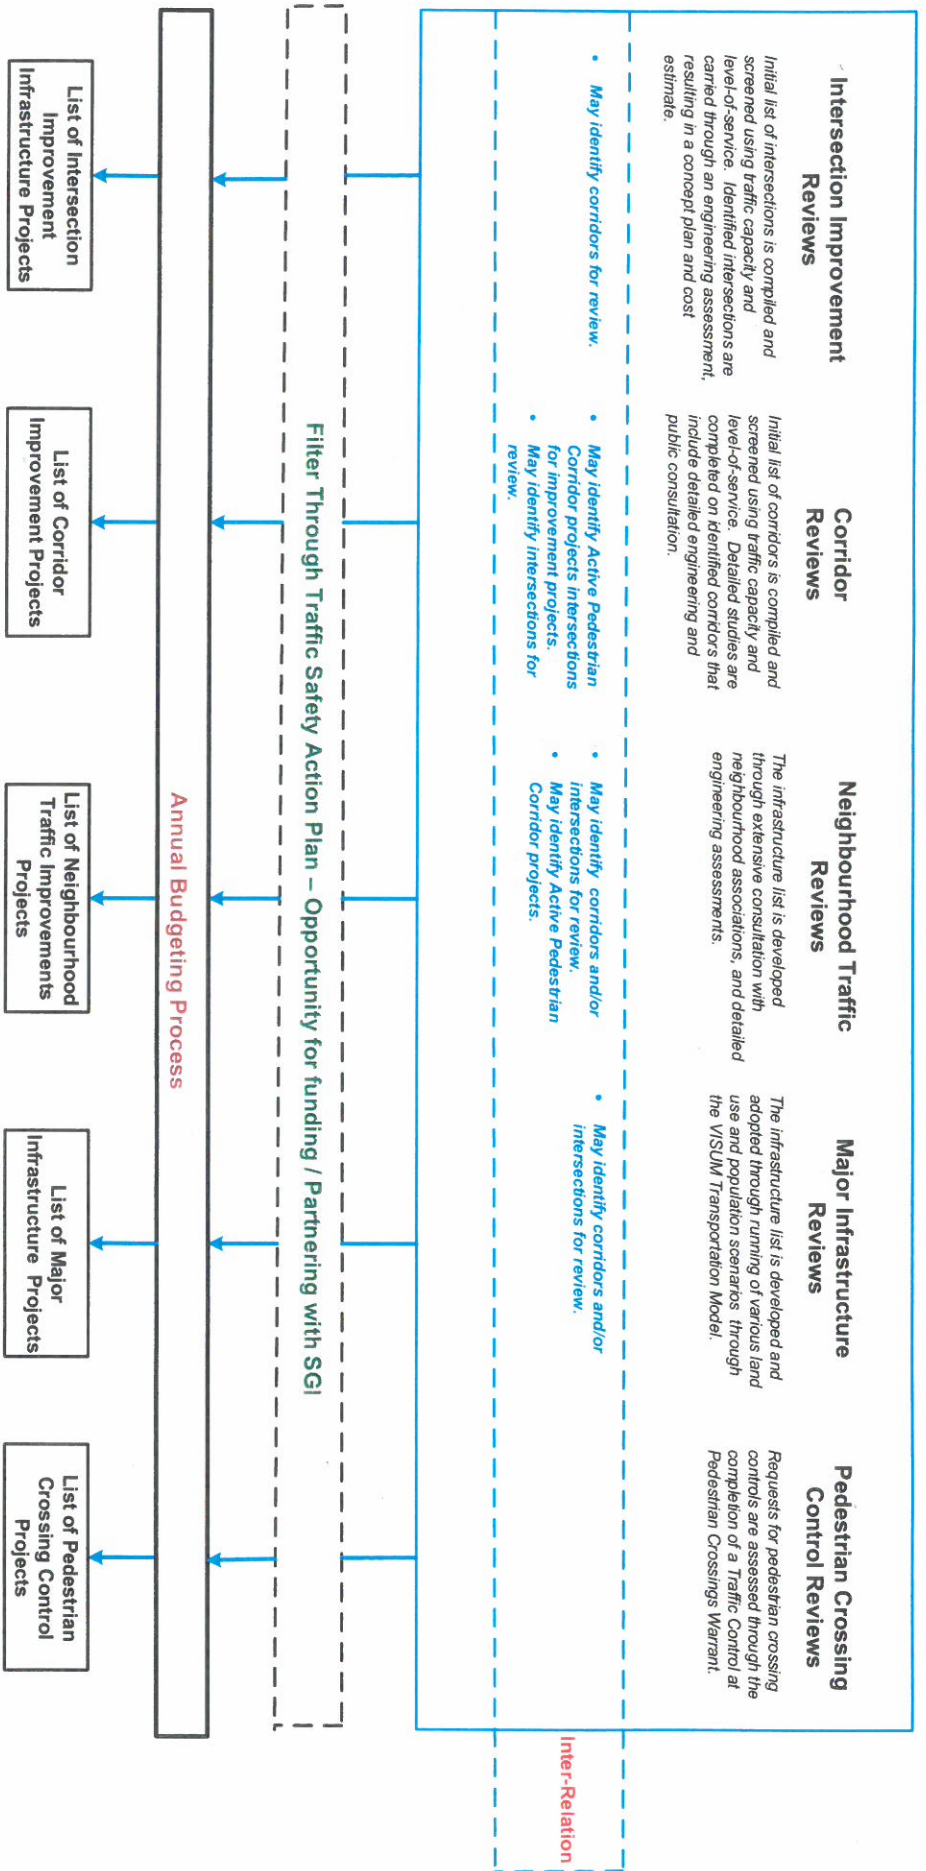 Intersection Improvement
Reviews
Initial list of intersections is compiled and
screened using traffic capacity and
level-of-service. Identified intersections are
carried through an engineering assessment,
resulting in a concept plan and cost
estimate.
Corridor
Reviews
Initial list of corridors is compiled and
screened using traffic capacity and
level-of-service. Detailed studies are
completed on identified corridors that
include detailed engineering and
public consultation.
Neighbourhood Traffic
Reviews
The infrastructure list is developed
through extensive consultation with
neighbourhood associations, and detailed
engineering assessments.
Major Infrastructure
Reviews
The infrastructure list is developed and
adopted through running of various land
use and population scenarios through
the VISUM Transportation Model.
Pedestrian Crossing
Control Reviews
Requests for pedestrian crossing
controls are assessed through the
completion of a Traffic Control at
Pedestrian Crossings Warrant.
• May identify corridors for review.
• May identify Active Pedestrian
Corridor projects intersections
for improvement projects.
• May identify intersections for
review.
• May identify corridors and/or
intersections for review.
• May identify Active Pedestrian
Corridor projects.
• May identify corridors and/or
intersections for review.
Inter-Relation
Filter Through Traffic Safety Action Plan – Opportunity for funding / Partnering with SGI
Annual Budgeting Process
List of Intersection
Improvement
Infrastructure Projects
List of Corridor
Improvement Projects
List of Neighbourhood
Traffic Improvements
Projects
List of Major
Infrastructure Projects
List of Pedestrian
Crossing Control
Projects